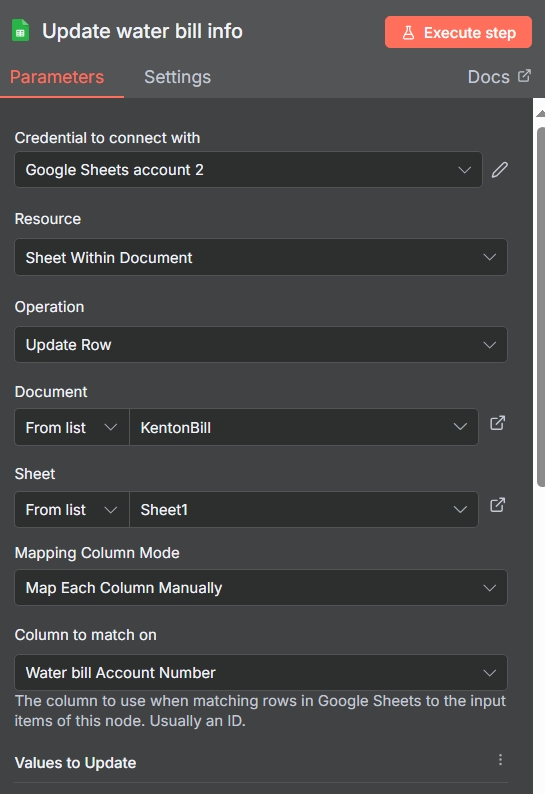 Update water bill info
Execute step
Parameters
Settings
Docs
Credential to connect with
Google Sheets account 2
Resource
Sheet Within Document
Operation
Update Row
Document
From list
KentonBill
Sheet
From list
Sheet1
Mapping Column Mode
Map Each Column Manually
Column to match on
Water bill Account Number
The column to use when matching rows in Google Sheets to the input
items of this node. Usually an ID.
Values to Update